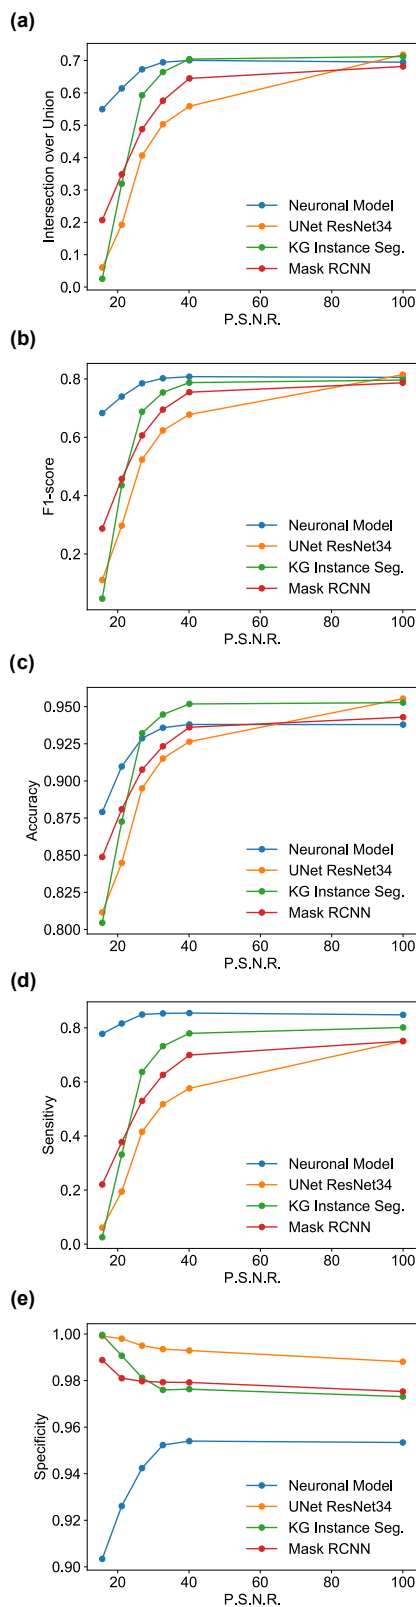 (a)
0.7
0.6
0.5
0.4
0.3
0.2
0.1
0.0
Intersection over Union
Neuronal Model
UNet ResNet34
KG Instance Seg.
Mask RCNN
20 40 60 80 100
P.S.N.R.
(b)
0.8
0.6
0.4
0.2
F1-score
Neuronal Model
UNet ResNet34
KG Instance Seg.
Mask RCNN
20 40 60 80 100
P.S.N.R.
(c)
0.950
0.925
0.900
0.875
0.850
0.825
0.800
Accuracy
Neuronal Model
UNet ResNet34
KG Instance Seg.
Mask RCNN
20 40 60 80 100
P.S.N.R.
(d)
0.8
0.6
0.4
0.2
0.0
Sensitivy
Neuronal Model
UNet ResNet34
KG Instance Seg.
Mask RCNN
20 40 60 80 100
P.S.N.R.
(e)
1.00
0.98
0.96
0.94
0.92
0.90
Specificity
Neuronal Model
UNet ResNet34
KG Instance Seg.
Mask RCNN
20 40 60 80 100
P.S.N.R.